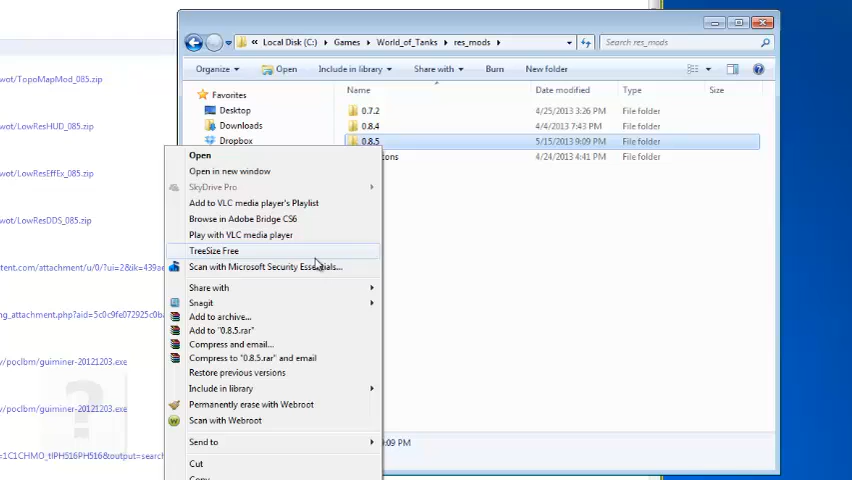 Local Disk (C:) Games World_of_Tanks res_mods Search res_mods
Organize Open Include in library Share with Burn New folder
Name Date modified Type Size
Favorites
Desktop
Downloads
Dropbox
0.7.2 4/25/2013 3:26 PM File folder
0.8.4 4/4/2013 7:43 PM File folder
0.8.5 5/15/2013 9:09 PM File folder
cons 4/24/2013 4:41 PM File folder
wot/TopoMapMod_085.zip
wot/LowResHUD_085.zip
wot/LowResEffEx_085.zip
wot/LowResDDS_085.zip
tent.com/attachment/u/0/?ui=2&ik=439ae
ng_attachment.php?aid=5c0c9fe072925c0ba
v/poclbm/guiminer-20121203.exe
v/poclbm/guiminer-20121203.exe
=1C1CHMO_tIPH516PH516&output=search
Open
Open in new window
SkyDrive Pro
Add to VLC media player's Playlist
Browse in Adobe Bridge CS6
Play with VLC media player
TreeSize Free
Scan with Microsoft Security Essentials...
Share with
Snagit
Add to archive...
Add to "0.8.5.rar"
Compress and email...
Compress to "0.8.5.rar" and email
Restore previous versions
Include in library
Permanently erase with Webroot
Scan with Webroot
Send to
Cut
Copy
9:09 PM